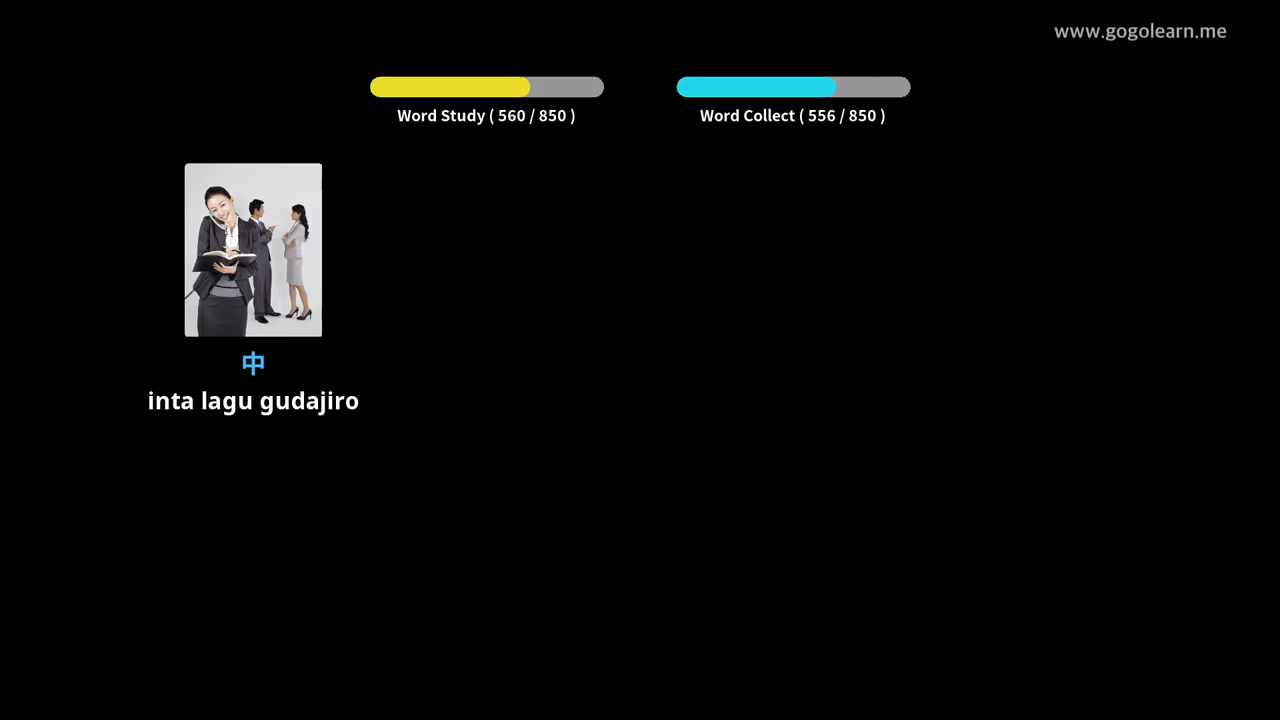 www.gogolearn.me
Word Study ( 560 / 850 )
Word Collect ( 556 / 850 )
中
inta lagu gudajiro